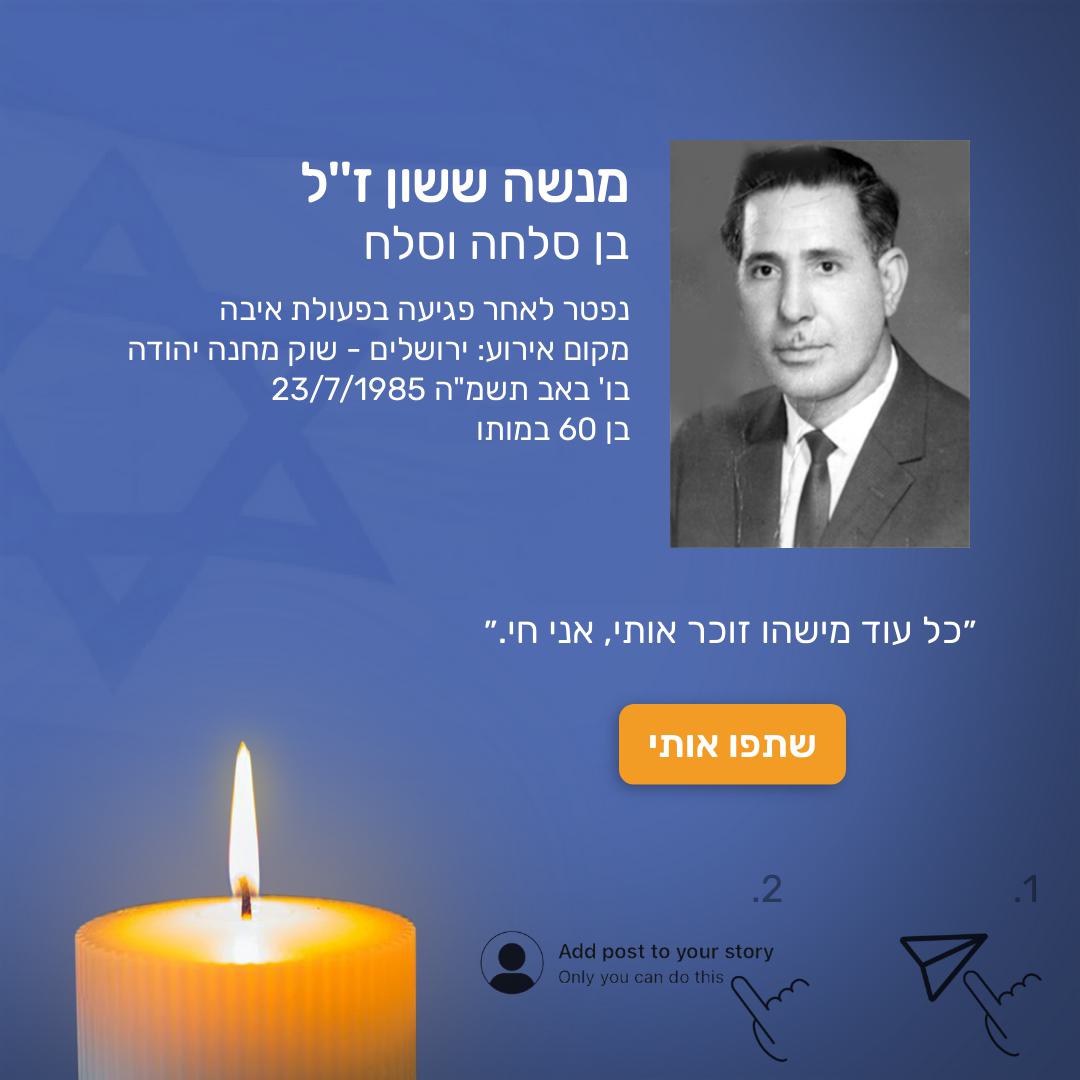 מנשה ששון ז"ל
בן סלחה וסלח
נפטר לאחר פגיעה בפעולת איבה
מקום אירוע: ירושלים - שוק מחנה יהודה
בו' באב תשמ"ה 23/7/1985
בן 60 במותו
״כל עוד מישהו זוכר אותי, אני חי.״
שתפו אותי
1.
2.
Add post to your story
Only you can do this